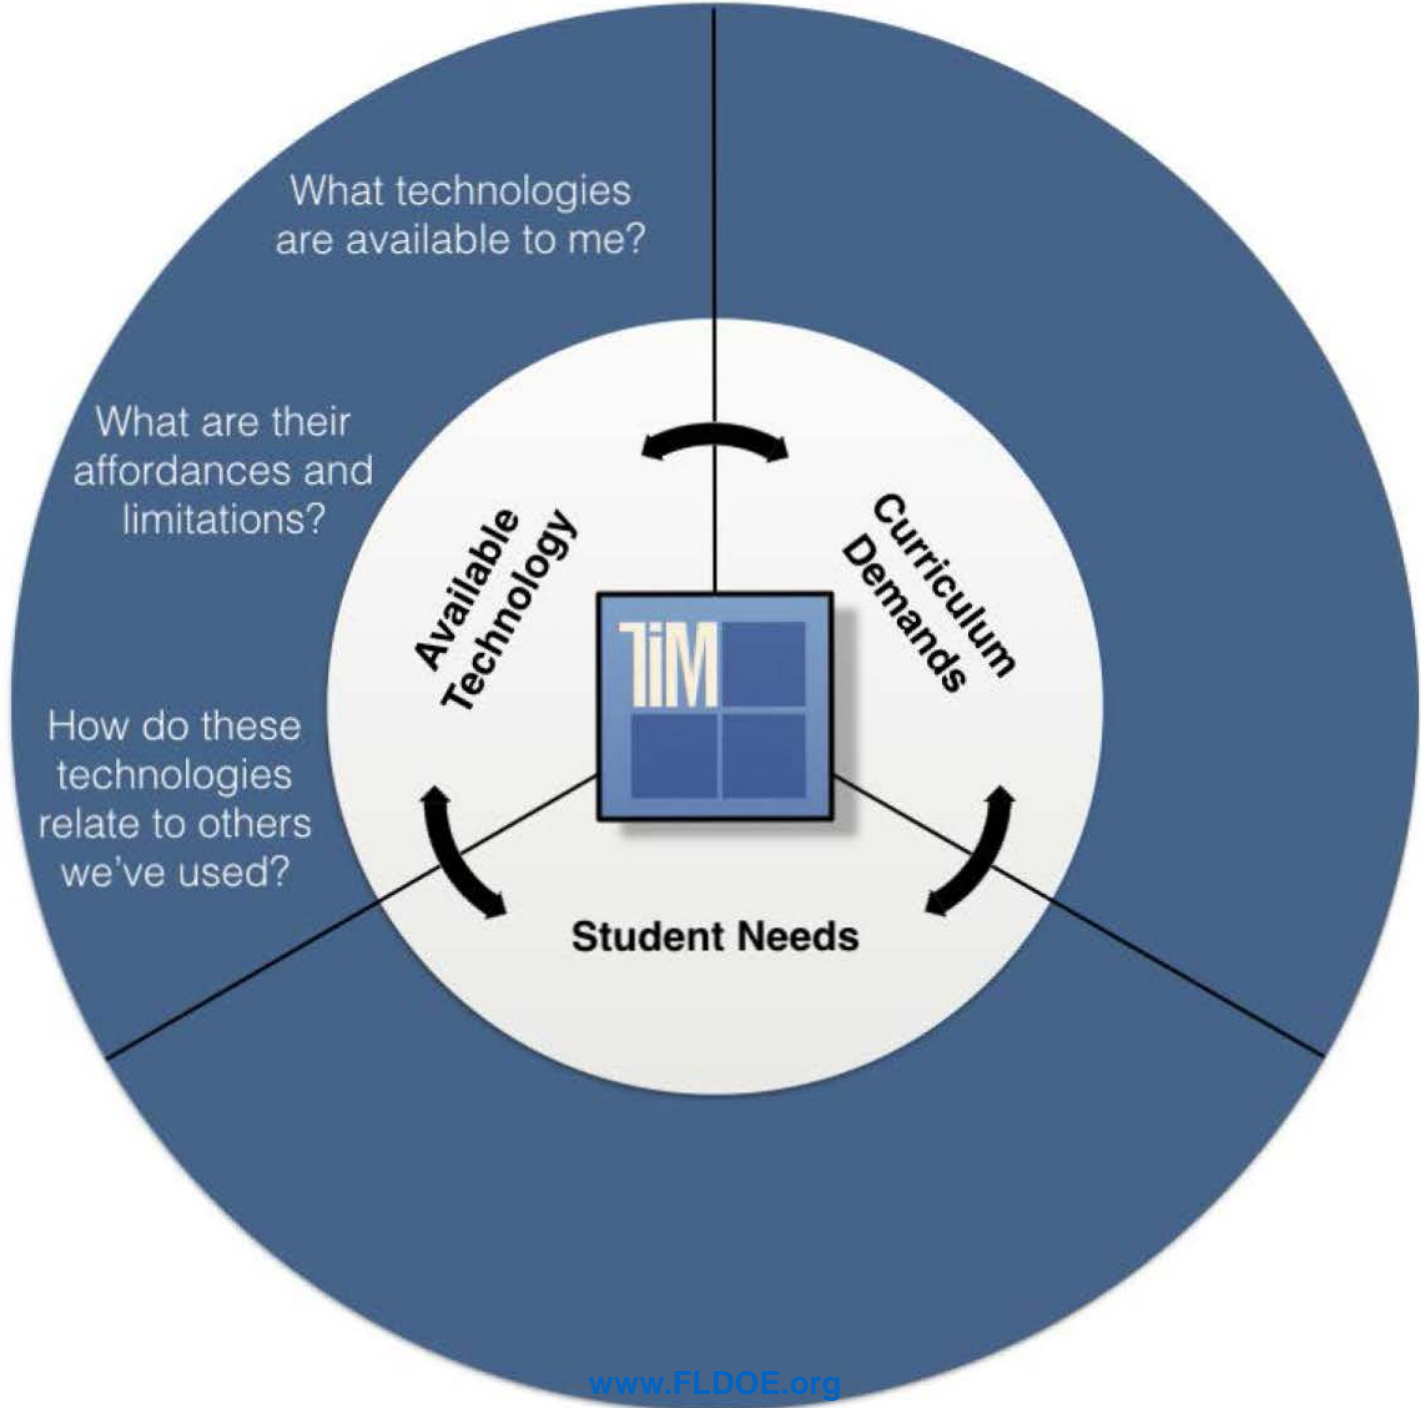 What technologies
are available to me?
What are their
affordances and
limitations?
How do these
technologies
relate to others
we've used?
Available
Technology
Curriculum
Demands
TiM
Student Needs
www.FLDOE.org